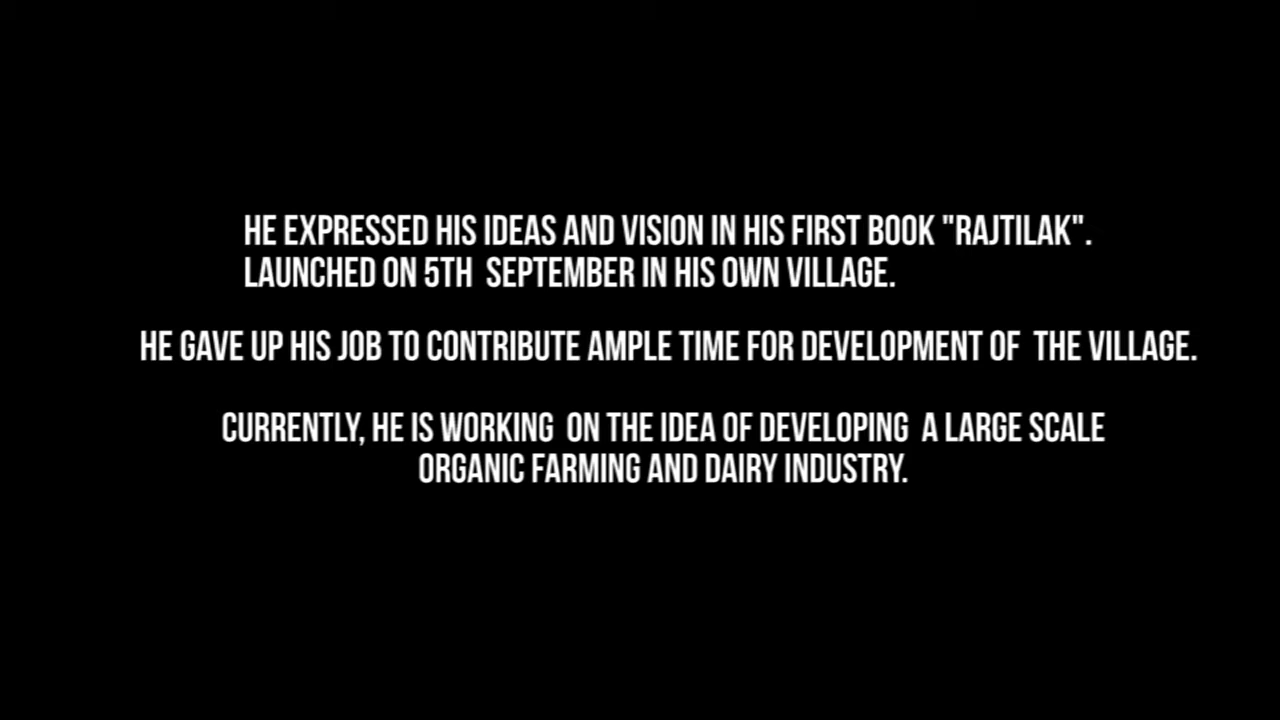 HE EXPRESSED HIS IDEAS AND VISION IN HIS FIRST BOOK "RAJTILAK".
LAUNCHED ON 5TH SEPTEMBER IN HIS OWN VILLAGE.
HE GAVE UP HIS JOB TO CONTRIBUTE AMPLE TIME FOR DEVELOPMENT OF THE VILLAGE.
CURRENTLY, HE IS WORKING ON THE IDEA OF DEVELOPING A LARGE SCALE
ORGANIC FARMING AND DAIRY INDUSTRY.